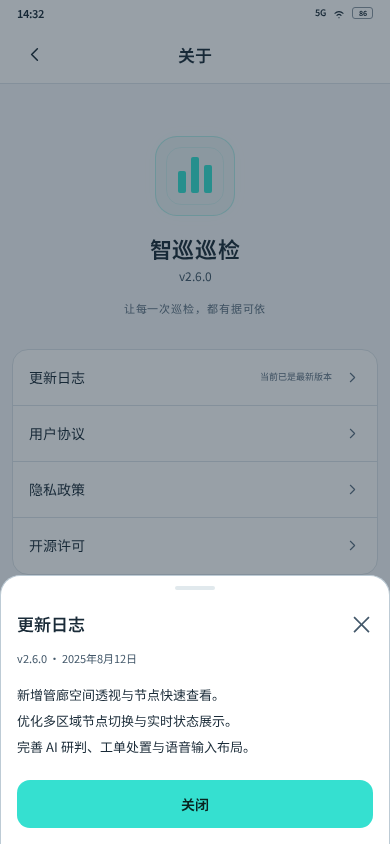 14:32
5G
86
关于
智巡巡检
v2.6.0
让每一次巡检，都有据可依
更新日志 当前已是最新版本
用户协议
隐私政策
开源许可
更新日志
v2.6.0 · 2025年8月12日
新增管廊空间透视与节点快速查看。
优化多区域节点切换与实时状态展示。
完善 AI 研判、工单处置与语音输入布局。
关闭